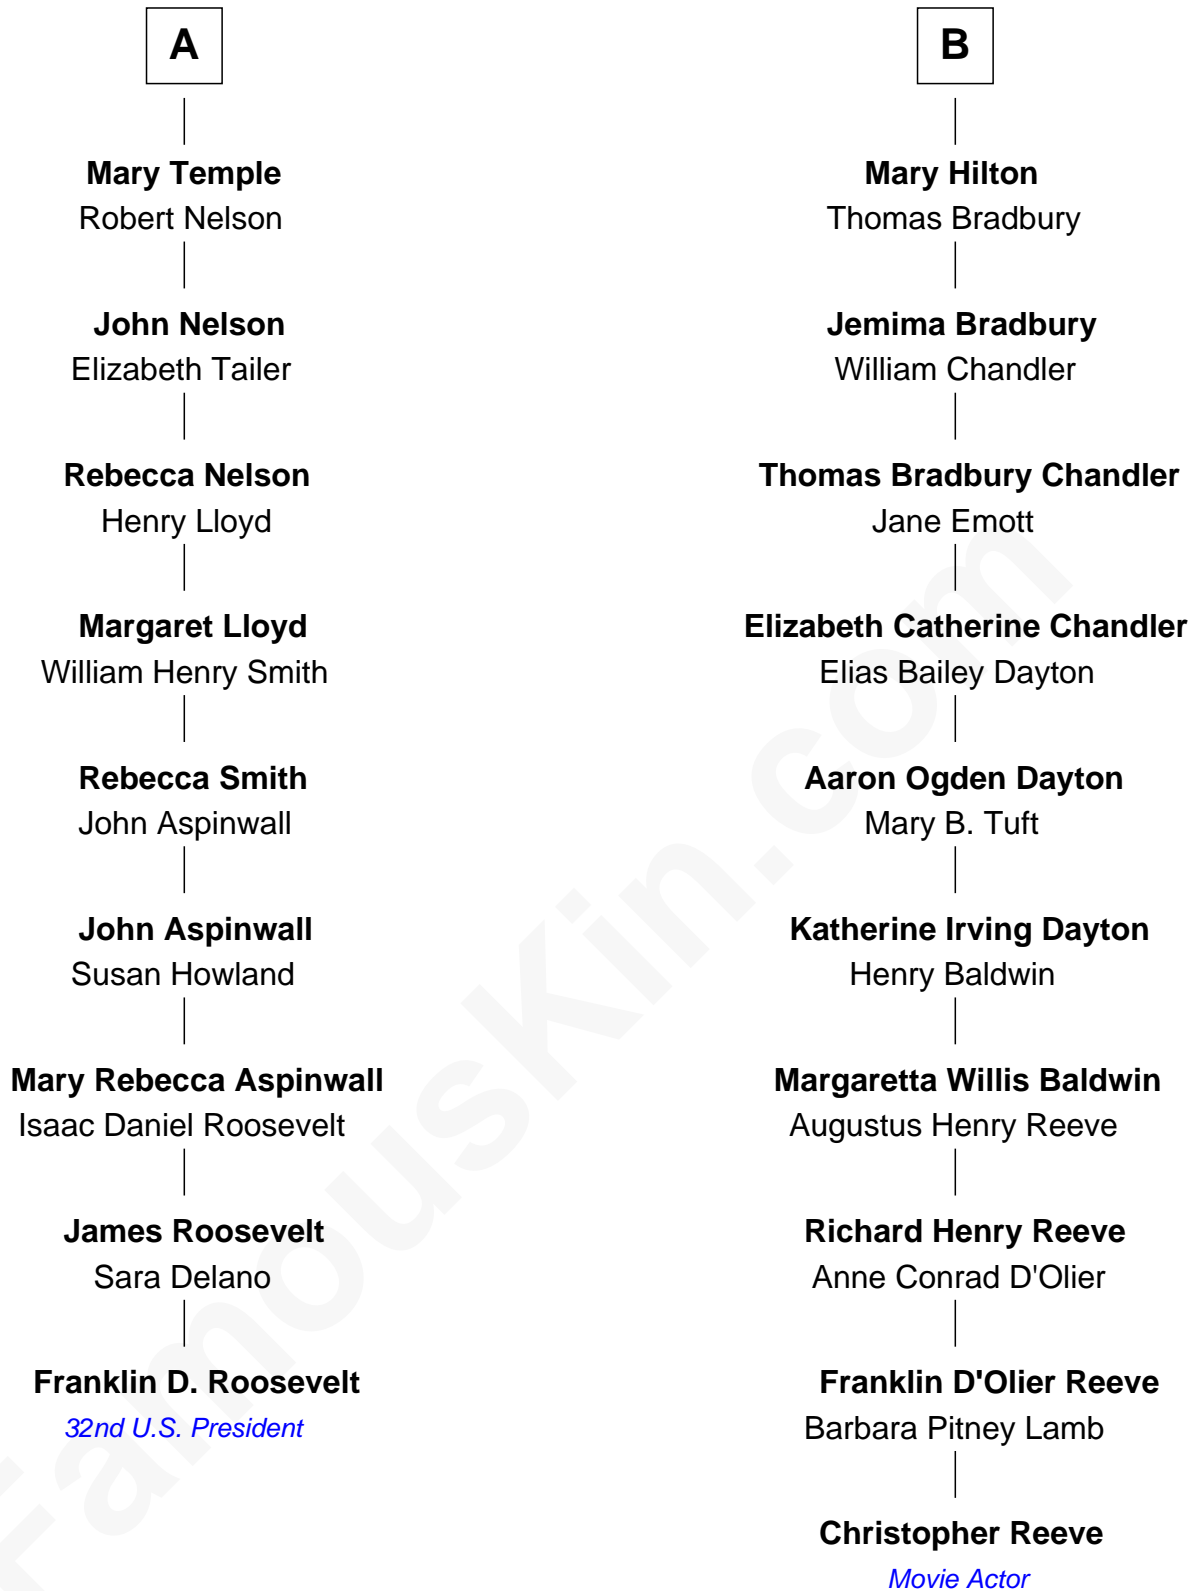 A
Mary Temple
Robert Nelson
John Nelson
Elizabeth Tailer
Rebecca Nelson
Henry Lloyd
Margaret Lloyd
William Henry Smith
Rebecca Smith
John Aspinwall
John Aspinwall
Susan Howland
Mary Rebecca Aspinwall
Isaac Daniel Roosevelt
James Roosevelt
Sara Delano
Franklin D. Roosevelt
32nd U.S. President
B
Mary Hilton
Thomas Bradbury
Jemima Bradbury
William Chandler
Thomas Bradbury Chandler
Jane Emott
Elizabeth Catherine Chandler
Elias Bailey Dayton
Aaron Ogden Dayton
Mary B. Tuft
Katherine Irving Dayton
Henry Baldwin
Margaretta Willis Baldwin
Augustus Henry Reeve
Richard Henry Reeve
Anne Conrad D'Olier
Franklin D'Olier Reeve
Barbara Pitney Lamb
Christopher Reeve
Movie Actor
FamousKin.com